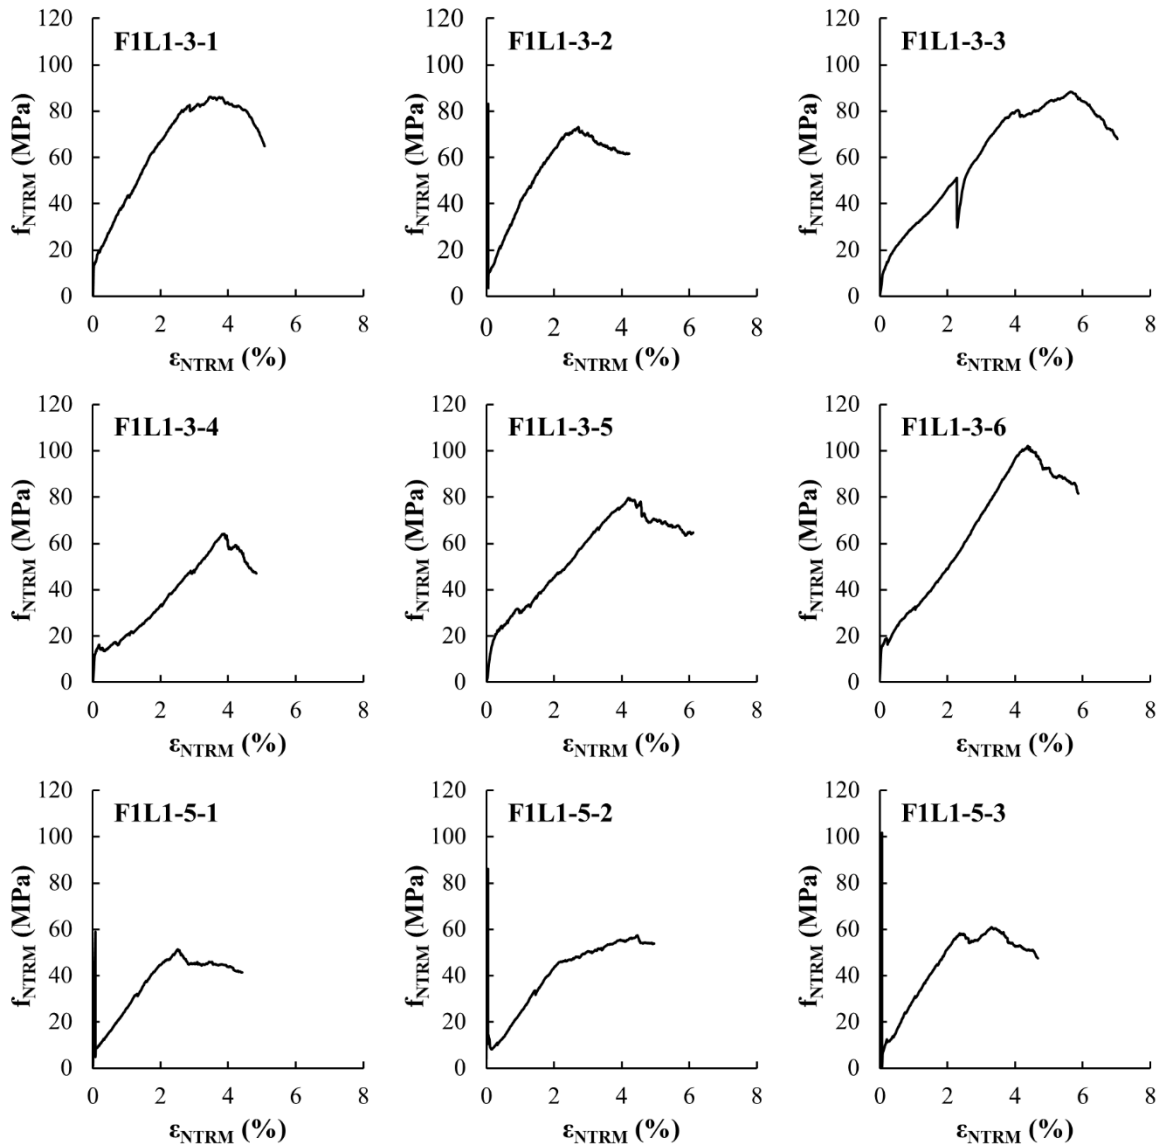 F1L1-3-1
f_NTRM (MPa)
120
100
80
60
40
20
0
0 2 4 6 8
ε_NTRM (%)
F1L1-3-2
f_NTRM (MPa)
120
100
80
60
40
20
0
0 2 4 6 8
ε_NTRM (%)
F1L1-3-3
f_NTRM (MPa)
120
100
80
60
40
20
0
0 2 4 6 8
ε_NTRM (%)
F1L1-3-4
f_NTRM (MPa)
120
100
80
60
40
20
0
0 2 4 6 8
ε_NTRM (%)
F1L1-3-5
f_NTRM (MPa)
120
100
80
60
40
20
0
0 2 4 6 8
ε_NTRM (%)
F1L1-3-6
f_NTRM (MPa)
120
100
80
60
40
20
0
0 2 4 6 8
ε_NTRM (%)
F1L1-5-1
f_NTRM (MPa)
120
100
80
60
40
20
0
0 2 4 6 8
ε_NTRM (%)
F1L1-5-2
f_NTRM (MPa)
120
100
80
60
40
20
0
0 2 4 6 8
ε_NTRM (%)
F1L1-5-3
f_NTRM (MPa)
120
100
80
60
40
20
0
0 2 4 6 8
ε_NTRM (%)